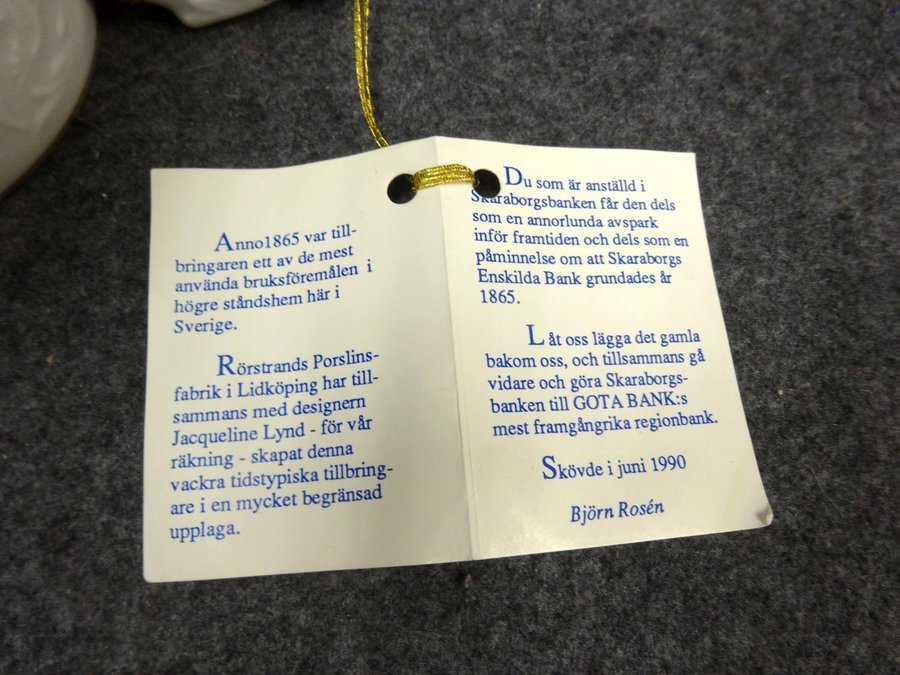 Anno1865 var till-
bringaren ett av de mest
använda bruksföremålen i
högre ståndshem här i
Sverige.
Rörstrands Porslins-
fabrik i Lidköping har till-
sammans med designern
Jacqueline Lynd - för vår
räkning - skapat denna
vackra tidstypiska tillbring-
are i en mycket begränsad
upplaga.
Du som är anställd i
Skaraborgsbanken får den dels
som en annorlunda avspark
inför framtiden och dels som en
påminnelse om att Skaraborgs
Enskilda Bank grundades år
1865.
Låt oss lägga det gamla
bakom oss, och tillsammans gå
vidare och göra Skaraborgs-
banken till GOTA BANK:s
mest framgångrika regionbank.
Skövde i juni 1990
Björn Rosén